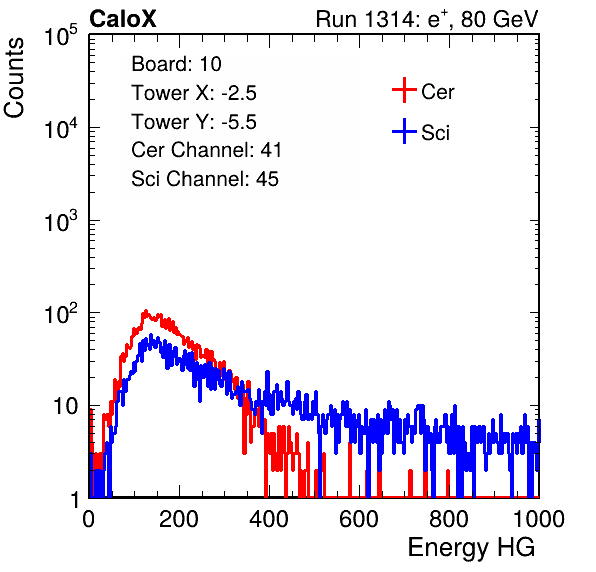 CaloX Run 1314: e⁺, 80 GeV
Counts
Board: 10
Tower X: -2.5
Tower Y: -5.5
Cer Channel: 41
Sci Channel: 45
Cer
Sci
10⁵
10⁴
10³
10²
10
1
0 200 400 600 800 1000
Energy HG